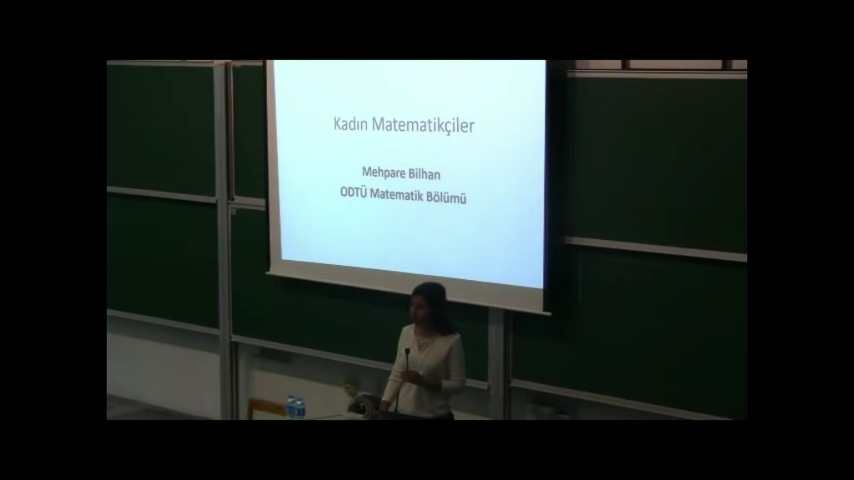 Kadın Matematikçiler
Mehpare Bilhan
ODTÜ Matematik Bölümü